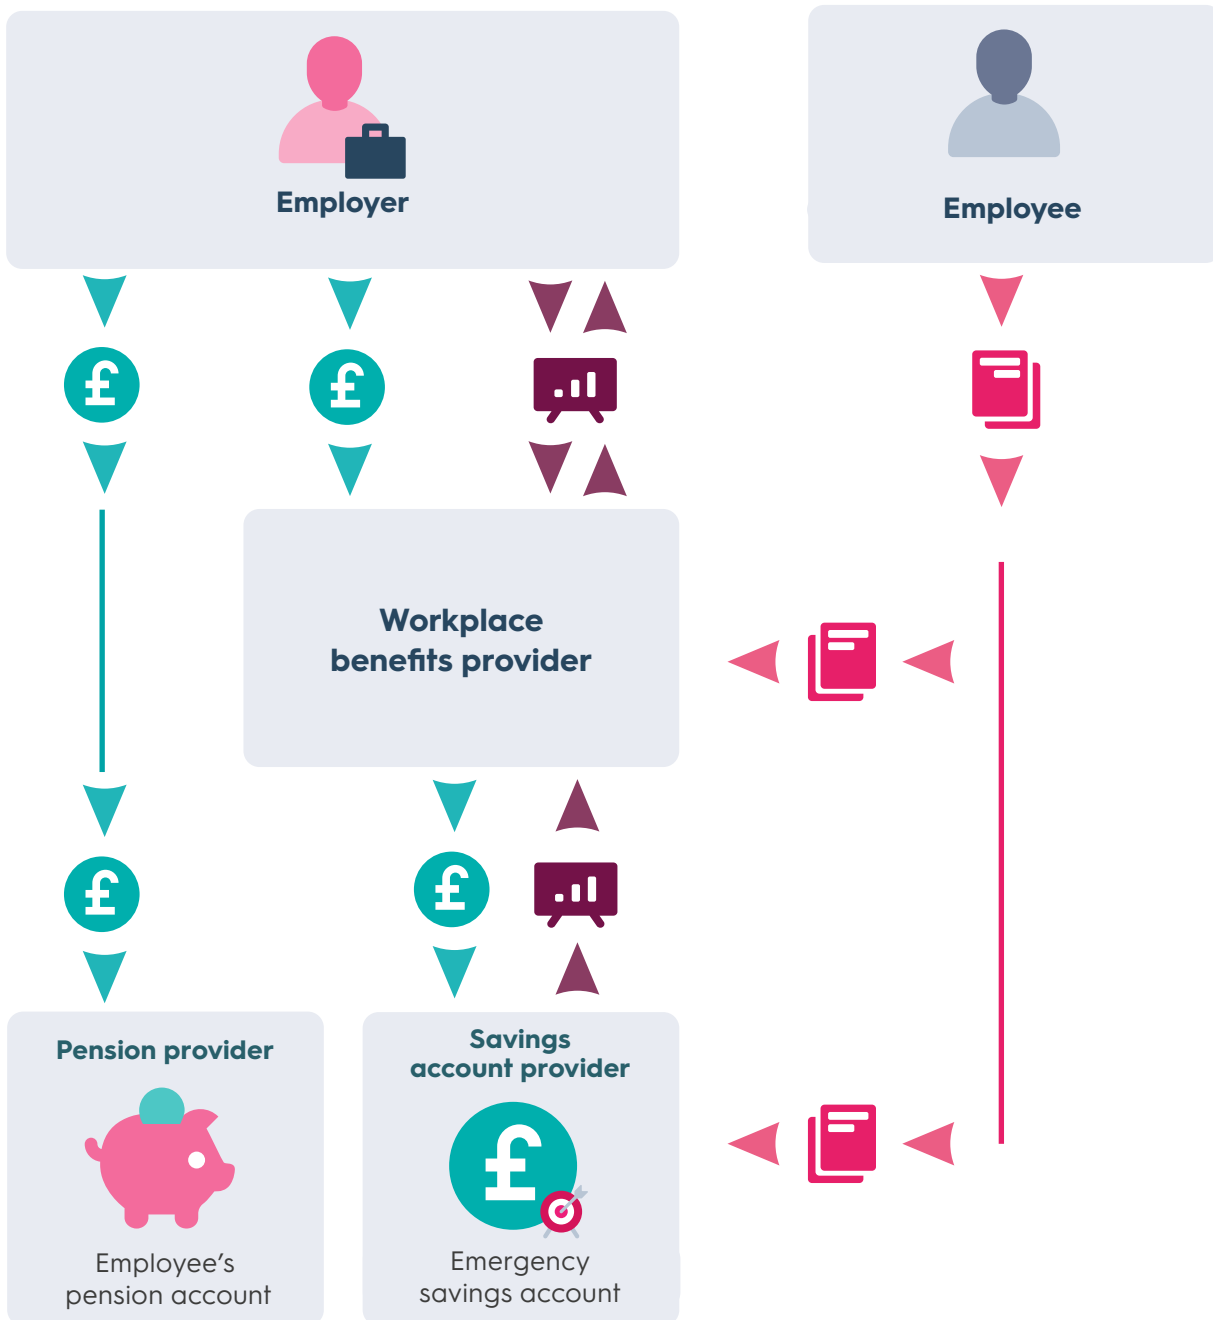 Employer
Employee
£
£
Workplace
benefits provider
£
£
Pension provider
Savings
account provider
£
Employee's
pension account
Emergency
savings account